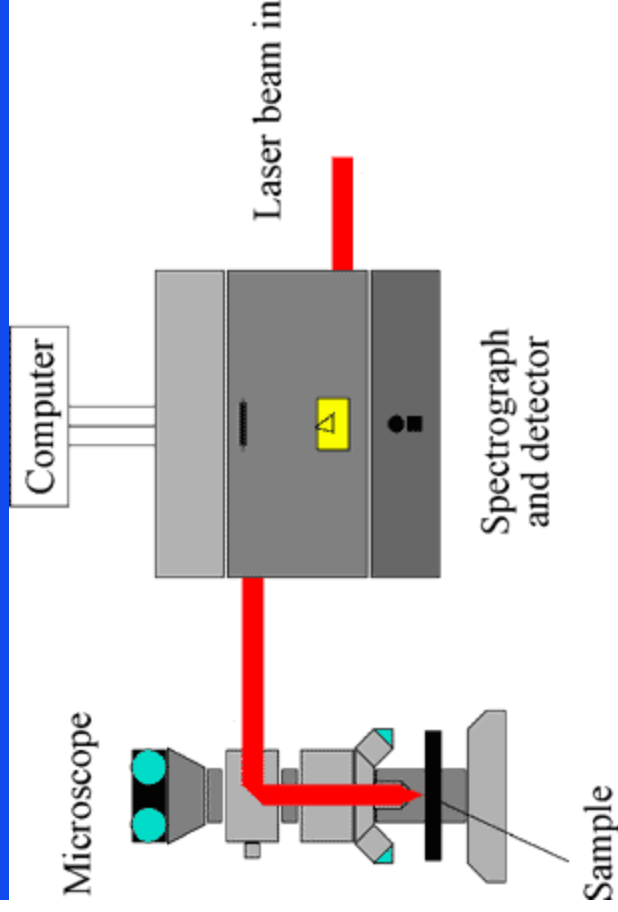 Microscope
Computer
Laser beam in
Spectrograph
and detector
Sample